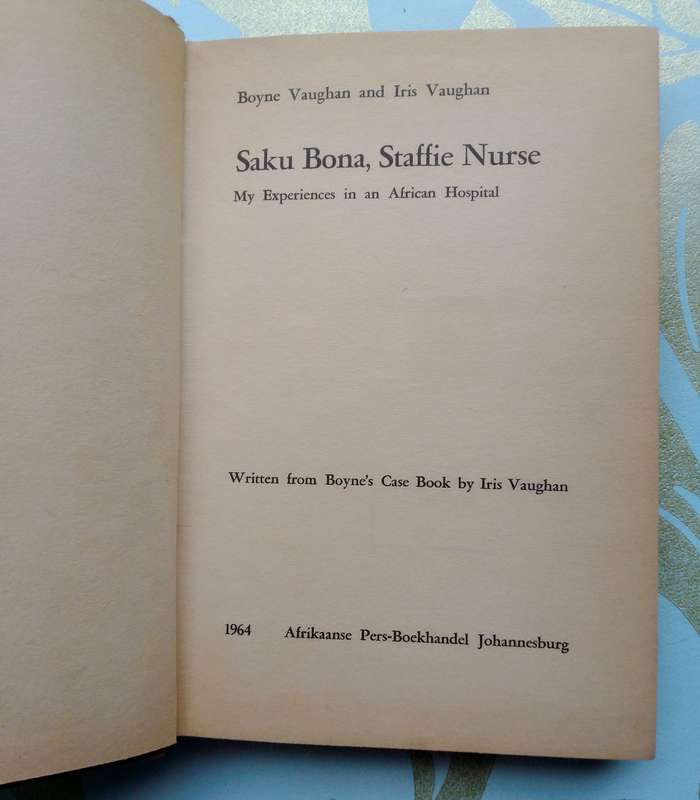 Boyne Vaughan and Iris Vaughan
Saku Bona, Staffie Nurse
My Experiences in an African Hospital
Written from Boyne's Case Book by Iris Vaughan
1964 Afrikaanse Pers-Boekhandel Johannesburg